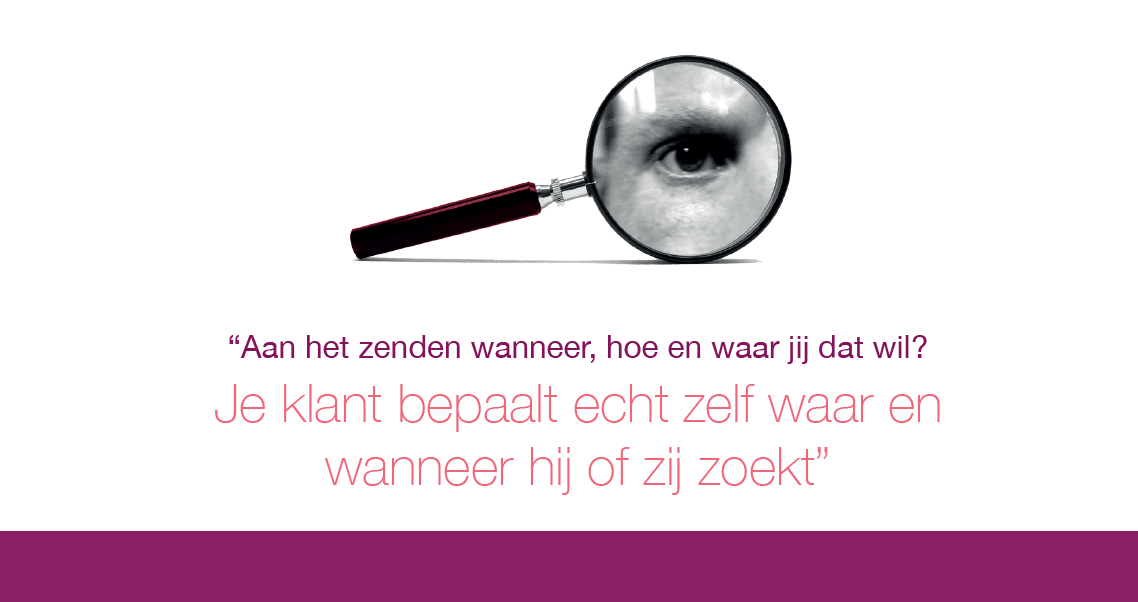 “Aan het zenden wanneer, hoe en waar jij dat wil?
Je klant bepaalt echt zelf waar en
wanneer hij of zij zoekt”